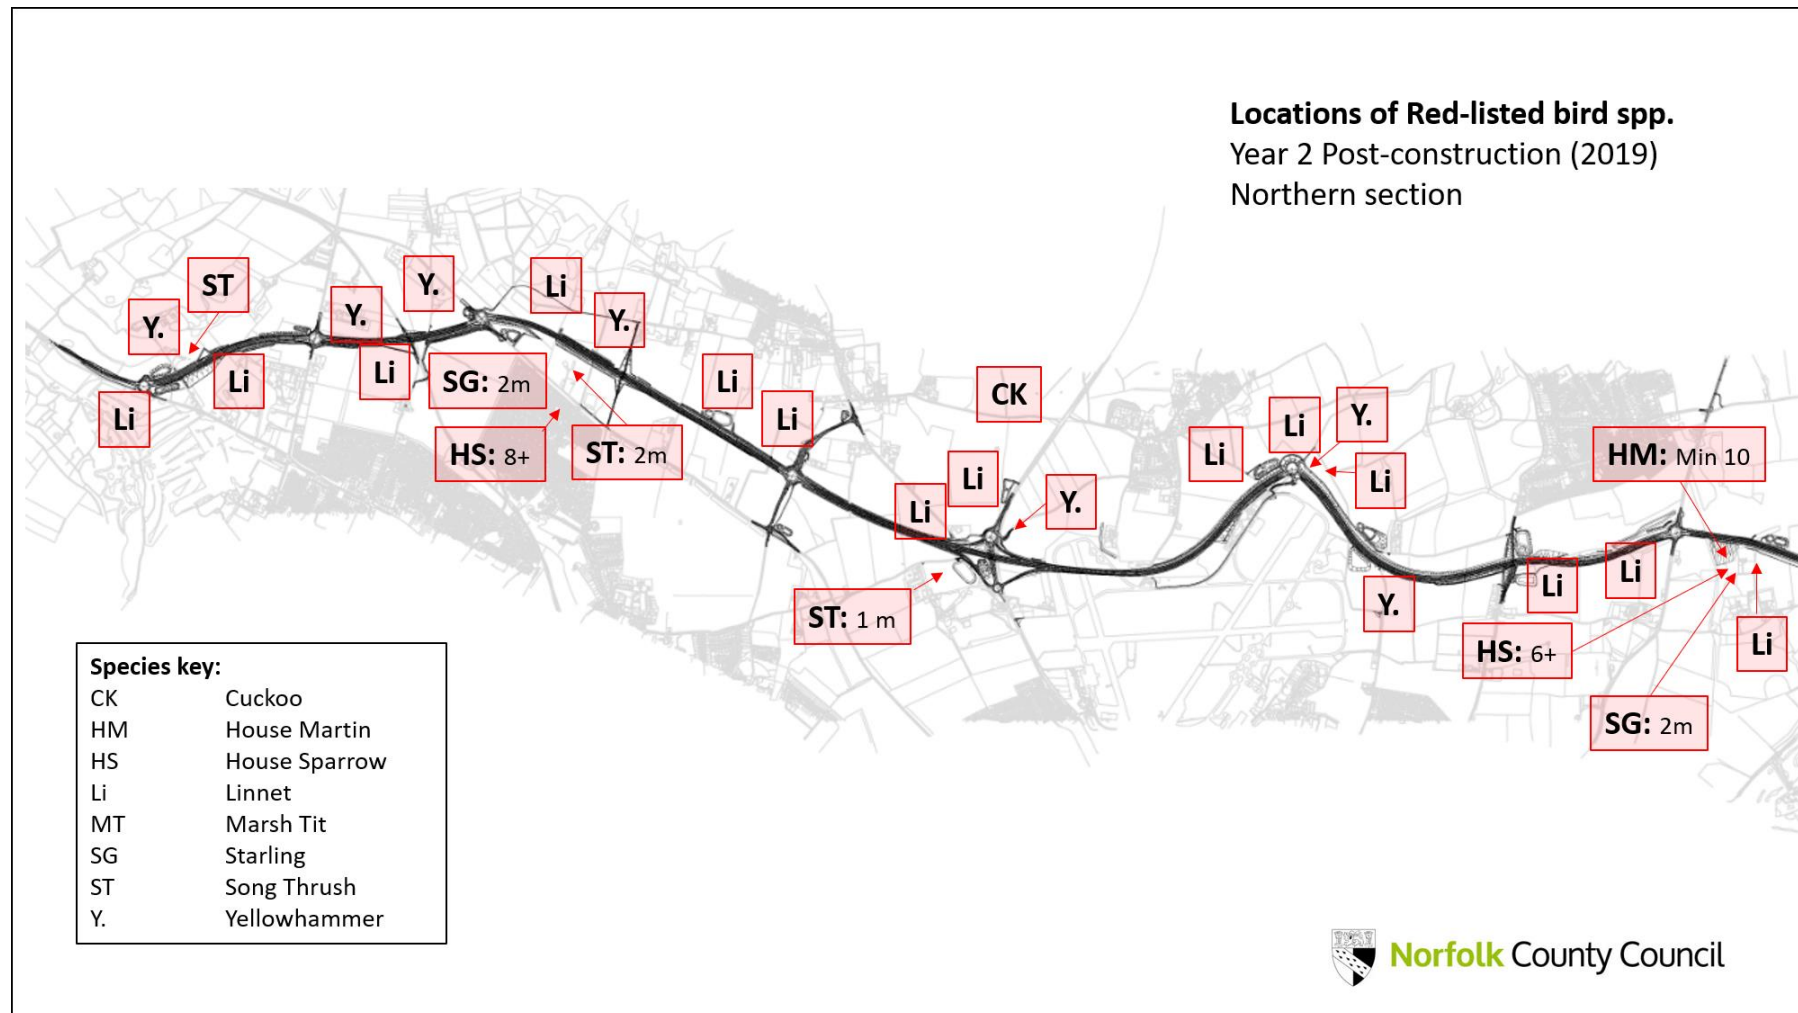 Locations of Red-listed bird spp.
Year 2 Post-construction (2019)
Northern section
ST
Y.
Y.
Y.
Li
Y.
Li
Li
Li
SG: 2m
HS: 8+
ST: 2m
Li
Li
CK
Li
Li
Y.
ST: 1 m
Li
Li
Y.
Li
HM: Min 10
Y.
Li
Li
HS: 6+
Li
SG: 2m
Species key:
CK Cuckoo
HM House Martin
HS House Sparrow
Li Linnet
MT Marsh Tit
SG Starling
ST Song Thrush
Y. Yellowhammer
Norfolk County Council